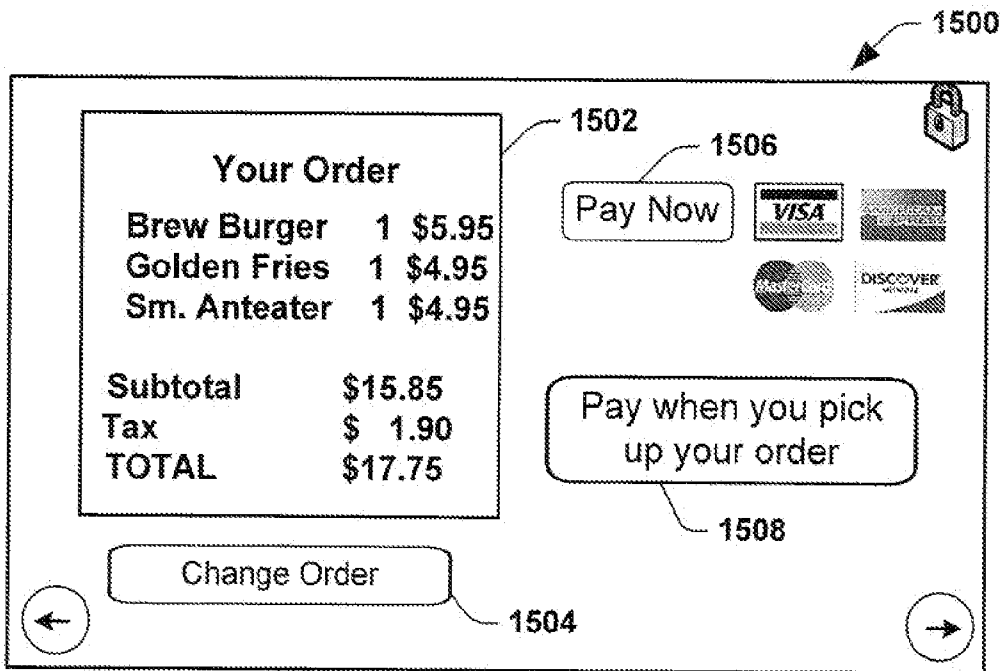 1500
1502
Your Order
Brew Burger 1 $5.95
Golden Fries 1 $4.95
Sm. Anteater 1 $4.95
Subtotal $15.85
Tax $ 1.90
TOTAL $17.75
Change Order
1504
1506
Pay Now
VISA
DISCOVER
Pay when you pick
up your order
1508